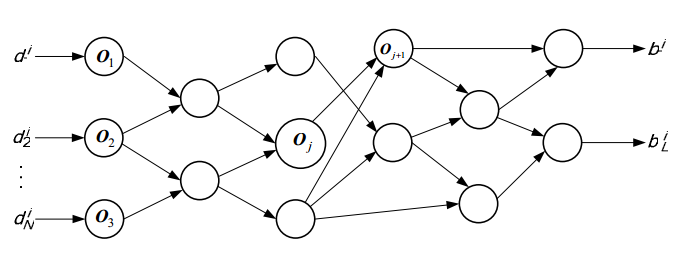 d^i O_1 O_{j+1} b^i
d_2^i O_2 O_j b_L^i
⋮
d_N^i O_3